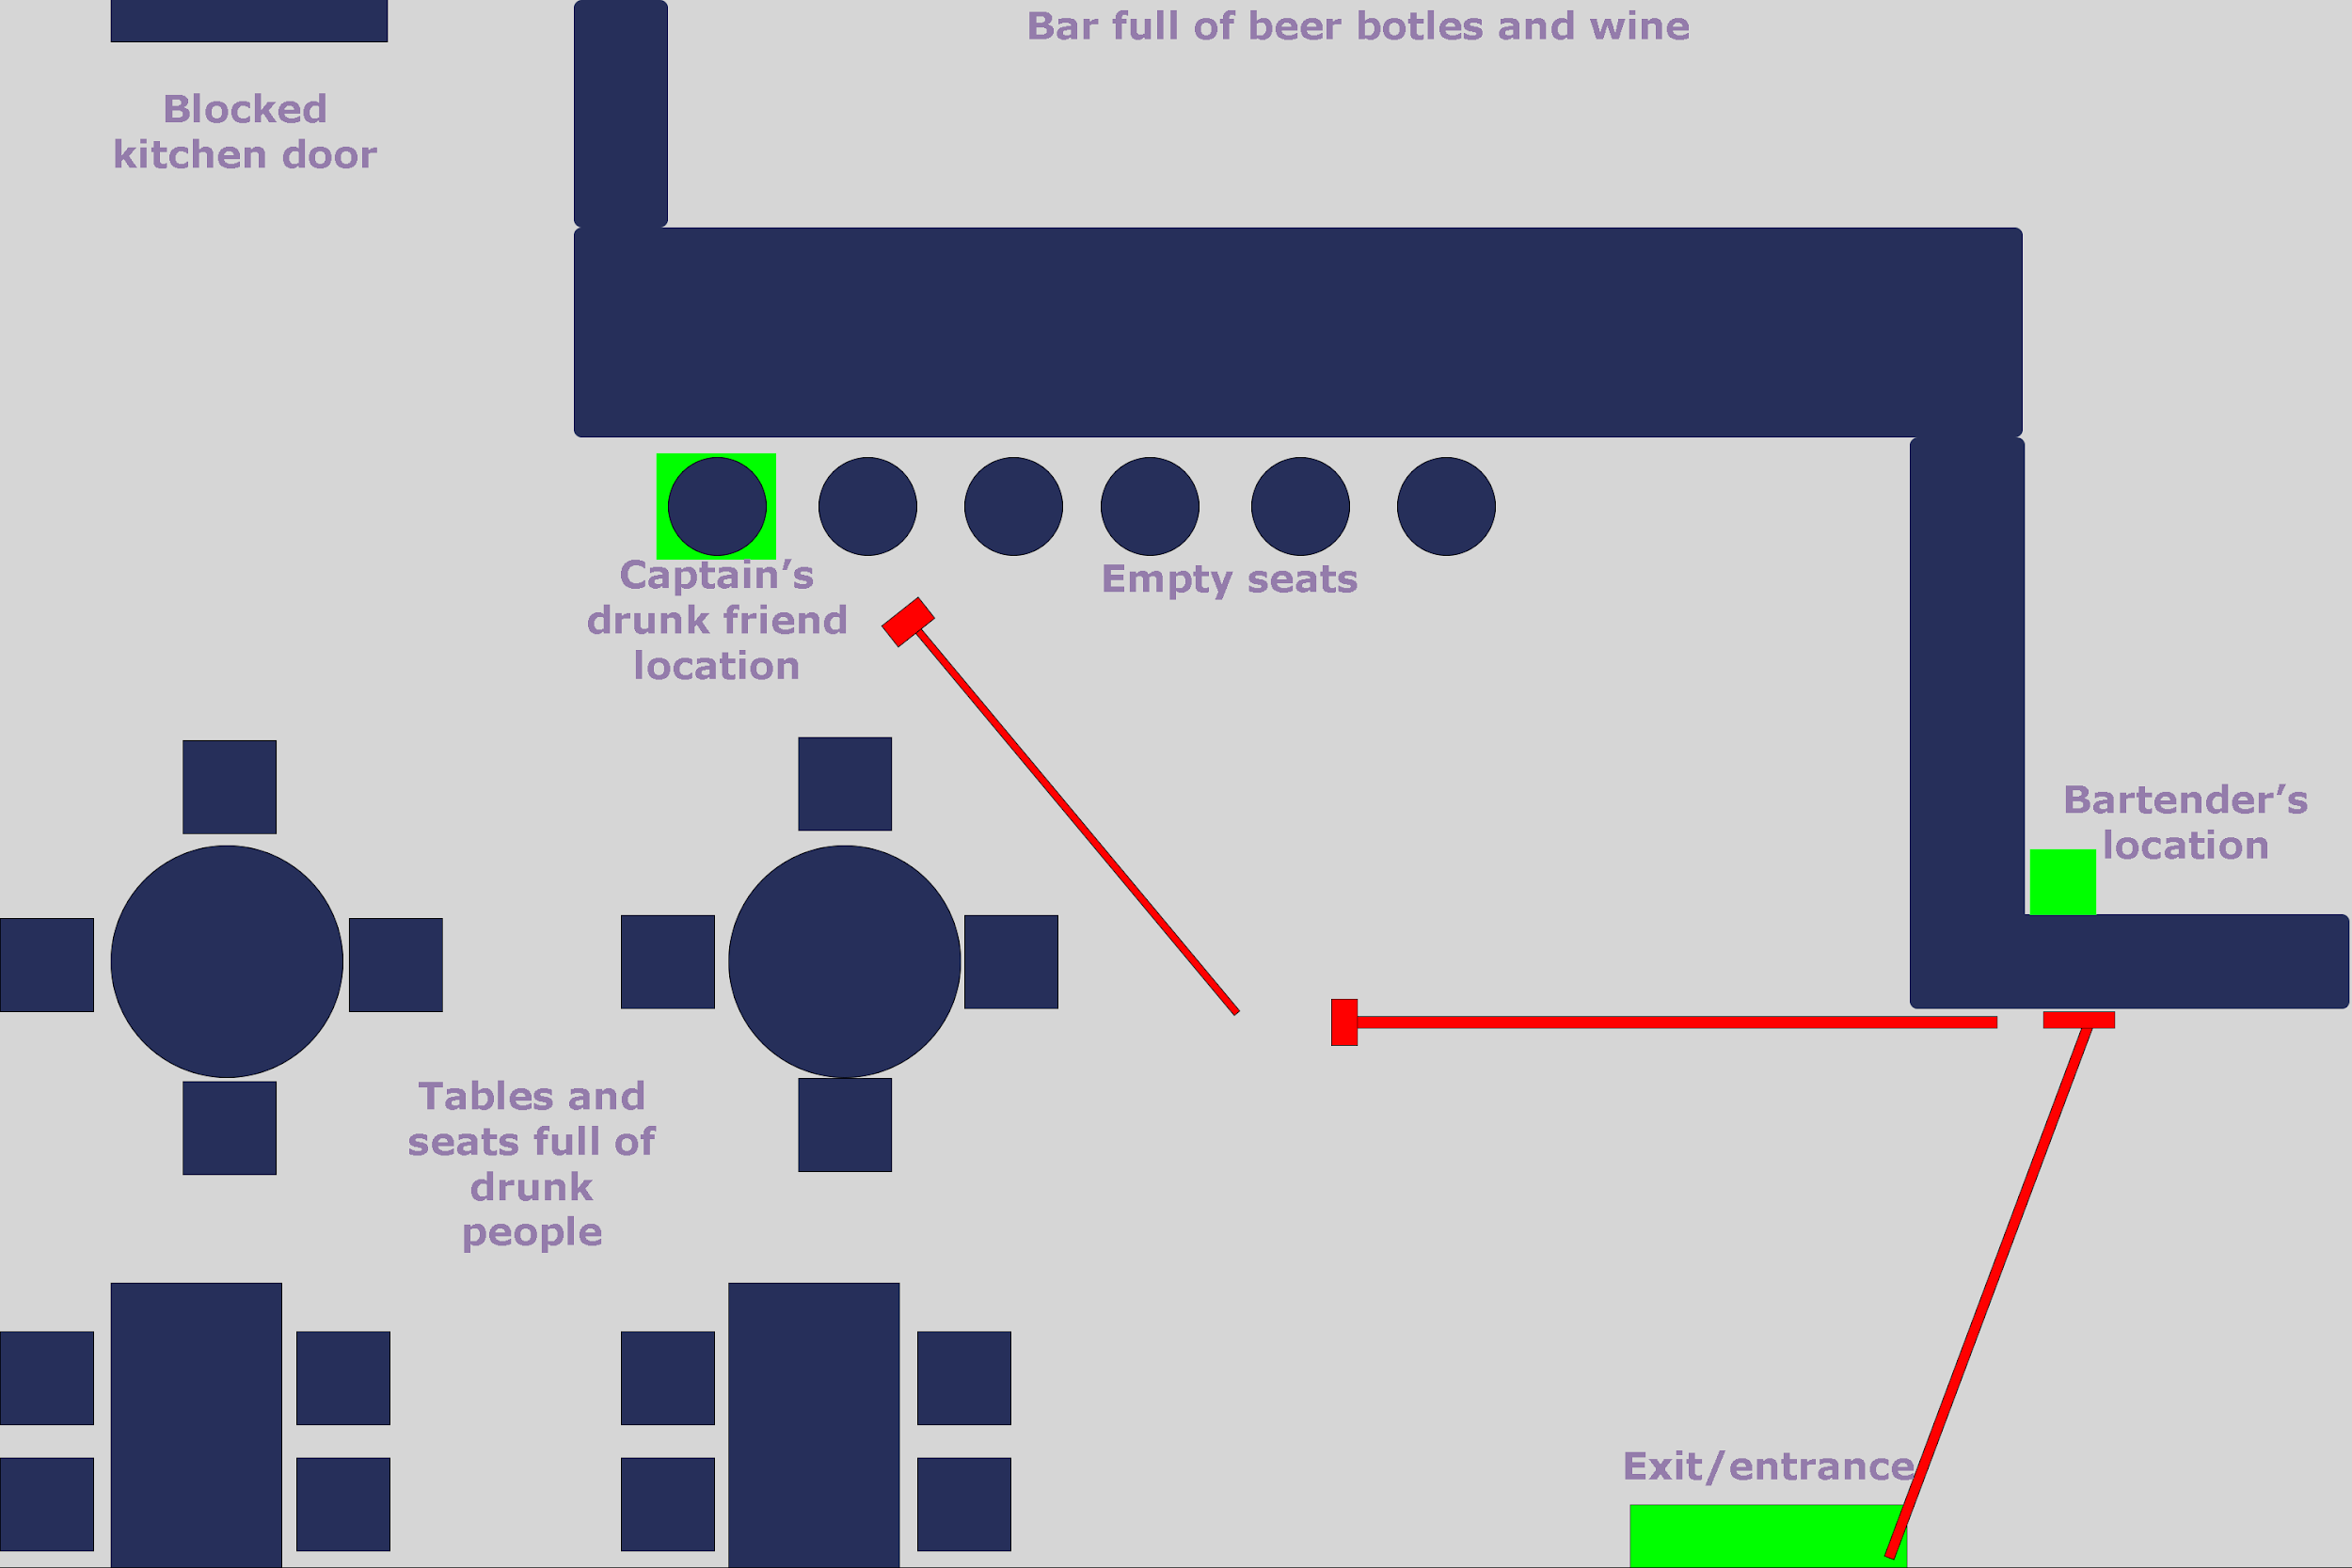 Bar full of beer botles and wine
Blocked
kitchen door
Captain's
drunk friend
location
Empty seats
Bartender's
location
Tables and
seats full of
drunk
people
Exit/entrance